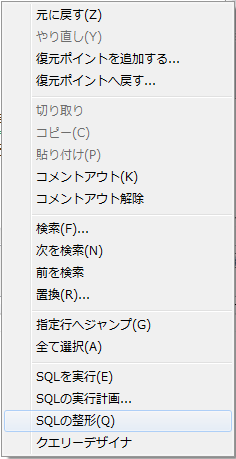 元に戻す(Z)
やり直し(Y)
復元ポイントを追加する...
復元ポイントへ戻す...
切り取り
コピー(C)
貼り付け(P)
コメントアウト(K)
コメントアウト解除
検索(F)...
次を検索(N)
前を検索
置換(R)...
指定行へジャンプ(G)
全て選択(A)
SQLを実行(E)
SQLの実行計画...
SQLの整形(Q)
クエリーデザイナ